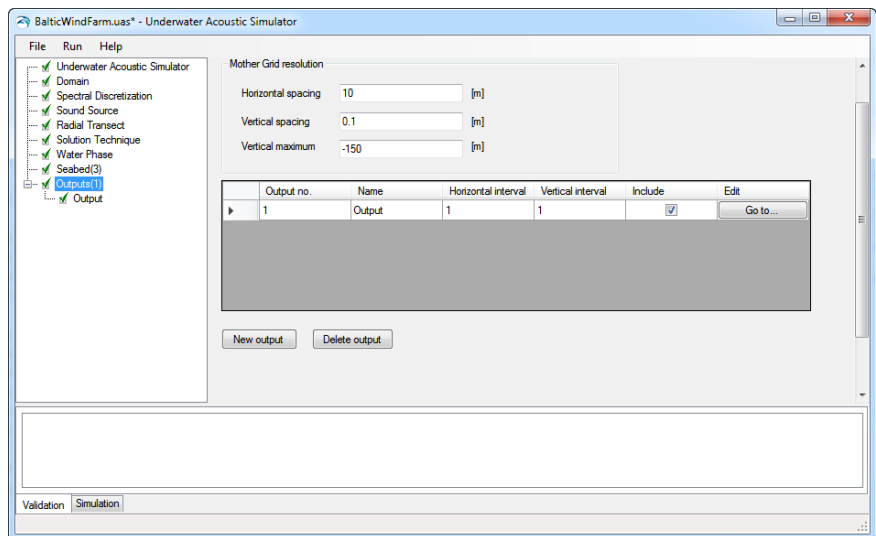 BalticWindFarm.uas* - Underwater Acoustic Simulator
File Run Help
Underwater Acoustic Simulator
Domain
Spectral Discretization
Sound Source
Radial Transect
Solution Technique
Water Phase
Seabed(3)
Outputs(1)
Output
Mother Grid resolution
Horizontal spacing 10 [m]
Vertical spacing 0.1 [m]
Vertical maximum -150 [m]
Output no. Name Horizontal interval Vertical interval Include Edit
1 Output 1 1 Go to...
New output Delete output
Validation Simulation